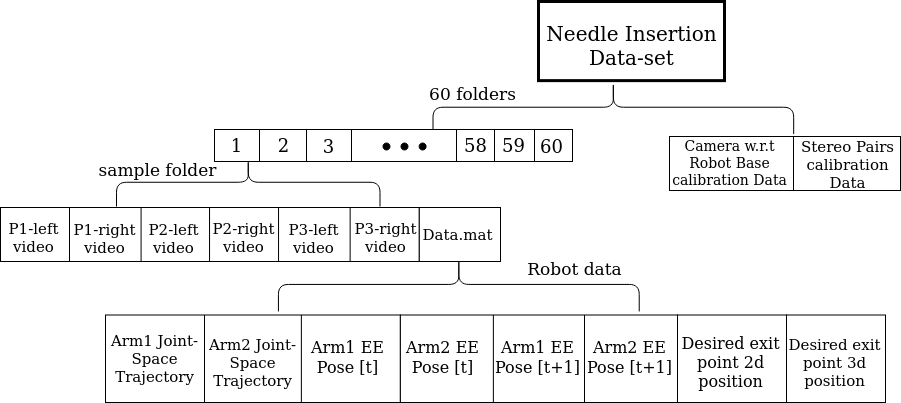 Needle Insertion
Data-set
60 folders
1 2 3 ••• 58 59 60
Camera w.r.t
Robot Base
calibration Data
Stereo Pairs
calibration
Data
sample folder
P1-left
video
P1-right
video
P2-left
video
P2-right
video
P3-left
video
P3-right
video
Data.mat
Robot data
Arm1 Joint-
Space
Trajectory
Arm2 Joint-
Space
Trajectory
Arm1 EE
Pose [t]
Arm2 EE
Pose [t]
Arm1 EE
Pose [t+1]
Arm2 EE
Pose [t+1]
Desired exit
point 2d
position
Desired exit
point 3d
position